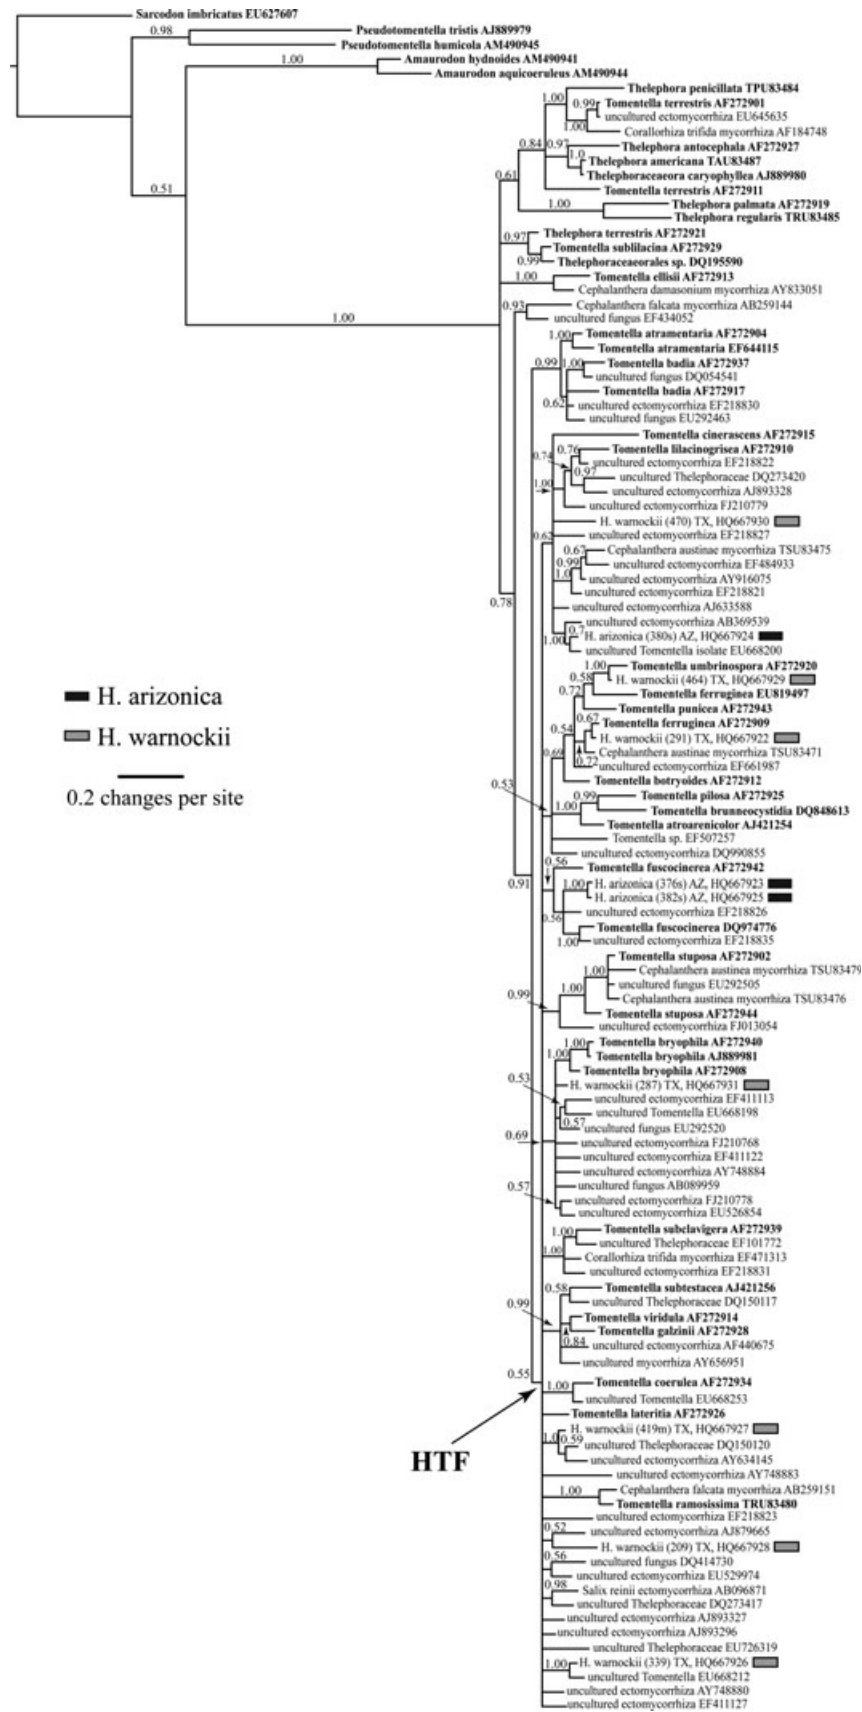 Sarcodon imbricatus EU627607
0.98
Pseudotomentella tristis AJ889979
Pseudotomentella humicola AM490945
1.00
Amaurodon hydnoides AM490941
Amaurodon aquicoeruleus AM490944
0.51
1.00
Thelephora penicillata TPU83484
1.00
0.99
Tomentella terrestris AF272901
uncultured ectomycorrhiza EU645635
1.00
Corallorhiza trifida mycorrhiza AF184748
0.84
0.97
Thelephora antocephala AF272927
1.0
Thelephora americana TAU83487
Thelephoraceaeora caryophyllea AJ889980
0.61
Tomentella terrestris AF272911
1.00
Thelephora palmata AF272919
Thelephora regularis TRU83485
0.97
Thelephora terrestris AF272921
Tomentella sublilacina AF272929
0.99
Thelephoraceaeorales sp. DQ195590
1.00
Tomentella ellisii AF272913
Cephalanthera damasonium mycorrhiza AY833051
0.93
Cephalanthera falcata mycorrhiza AB259144
uncultured fungus EF434052
1.00
Tomentella atramentaria AF272904
Tomentella atramentaria EF644115
0.99
1.00
Tomentella badia AF272937
uncultured fungus DQ054541
Tomentella badia AF272917
0.62
uncultured ectomycorrhiza EF218830
uncultured fungus EU292463
Tomentella cinerascens AF272915
0.76
Tomentella lilacinogrisea AF272910
0.74
uncultured ectomycorrhiza EF218822
0.97
uncultured Thelephoraceae DQ273420
1.00
uncultured ectomycorrhiza AJ893328
uncultured ectomycorrhiza FJ210779
H. warnockii (470) TX, HQ667930
0.62
uncultured ectomycorrhiza EF218827
0.67
Cephalanthera austinae mycorrhiza TSU83475
0.99
uncultured ectomycorrhiza EF484933
1.0
uncultured ectomycorrhiza AY916075
uncultured ectomycorrhiza EF218821
0.78
uncultured ectomycorrhiza AJ633588
uncultured ectomycorrhiza AB369539
0.7
H. arizonica (380s) AZ, HQ667924
1.00
uncultured Tomentella isolate EU668200
1.00
Tomentella umbrinospora AF272920
0.58
H. warnockii (464) TX, HQ667929
0.72
Tomentella ferruginea EU819497
H. arizonica
Tomentella punicea AF272943
0.67
Tomentella ferruginea AF272909
0.54
H. warnockii (291) TX, HQ667922
H. warnockii
0.69
Cephalanthera austinae mycorrhiza TSU83471
0.72
uncultured ectomycorrhiza EF661987
0.53
Tomentella botryoides AF272912
0.2 changes per site
0.99
Tomentella pilosa AF272925
1.00
Tomentella brunneocystidia DQ848613
Tomentella atroarenicolor AJ421254
Tomentella sp. EF507257
uncultured ectomycorrhiza DQ990855
0.56
Tomentella fuscocinerea AF272942
0.91
1.00
H. arizonica (376s) AZ, HQ667923
H. arizonica (382s) AZ, HQ667925
0.56
uncultured ectomycorrhiza EF218826
Tomentella fuscocinerea DQ974776
1.00
uncultured ectomycorrhiza EF218835
Tomentella stuposa AF272902
1.00
Cephalanthera austinea mycorrhiza TSU83479
0.99
1.00
uncultured fungus EU292505
Cephalanthera austinea mycorrhiza TSU83476
Tomentella stuposa AF272944
uncultured ectomycorrhiza FJ013054
1.00
Tomentella bryophila AF272940
1.00
Tomentella bryophila AJ889981
Tomentella bryophila AF272908
0.53
H. warnockii (287) TX, HQ667931
uncultured ectomycorrhiza EF411113
uncultured Tomentella EU668198
0.57
uncultured fungus EU292520
0.69
uncultured ectomycorrhiza FJ210768
uncultured ectomycorrhiza EF411122
uncultured ectomycorrhiza AY748884
0.57
uncultured fungus AB089959
uncultured ectomycorrhiza FJ210778
uncultured ectomycorrhiza EU526854
1.00
Tomentella subclavigera AF272939
uncultured Thelephoraceae EF101772
1.00
Corallorhiza trifida mycorrhiza EF471313
uncultured ectomycorrhiza EF218831
0.58
Tomentella subtestacea AJ421256
0.99
uncultured Thelephoraceae DQ150117
Tomentella viridula AF272914
Tomentella galzinii AF272928
0.84
uncultured ectomycorrhiza AF440675
uncultured mycorrhiza AY656951
0.55
Tomentella coerulea AF272934
1.00
uncultured Tomentella EU668253
Tomentella lateritia AF272926
HTF
H. warnockii (419m) TX, HQ667927
1.0
0.59
uncultured Thelephoraceae DQ150120
uncultured ectomycorrhiza AY634145
uncultured ectomycorrhiza AY748883
1.00
Cephalanthera falcata mycorrhiza AB259151
Tomentella ramosissima TRU83480
uncultured ectomycorrhiza EF218823
0.52
uncultured ectomycorrhiza AJ879665
H. warnockii (209) TX, HQ667928
0.56
uncultured fungus DQ414730
uncultured ectomycorrhiza EU529974
0.98
Salix reinii ectomycorrhiza AB096871
uncultured Thelephoraceae DQ273417
uncultured ectomycorrhiza AJ893327
uncultured ectomycorrhiza AJ893296
uncultured Thelephoraceae EU726319
1.00
H. warnockii (339) TX, HQ667926
uncultured Tomentella EU668212
uncultured ectomycorrhiza AY748880
uncultured ectomycorrhiza EF411127